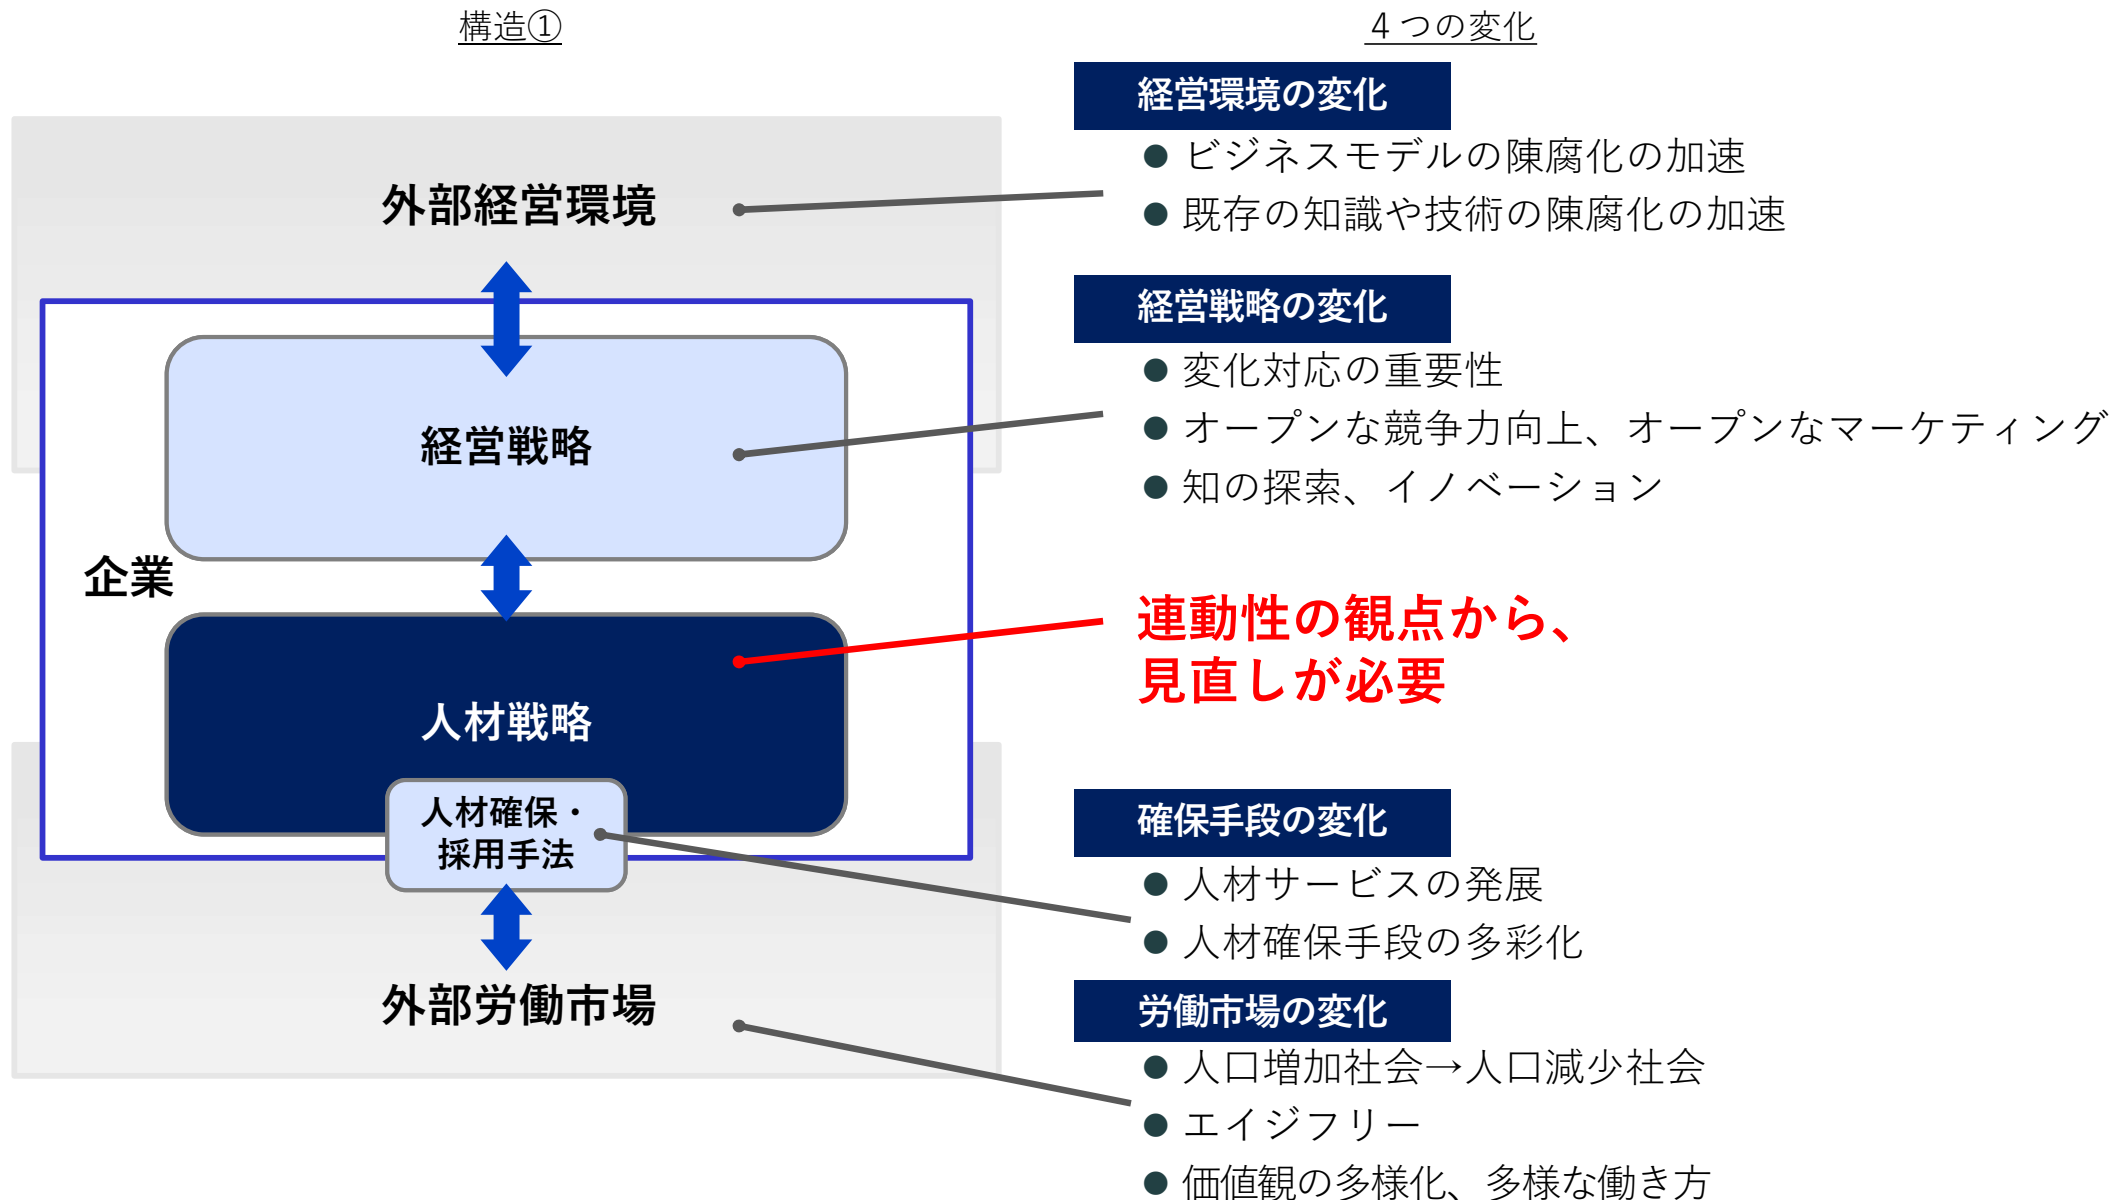 構造①
外部経営環境
経営戦略
企業
人材戦略
人材確保・
採用手法
外部労働市場
４つの変化
経営環境の変化
● ビジネスモデルの陳腐化の加速
● 既存の知識や技術の陳腐化の加速
経営戦略の変化
● 変化対応の重要性
● オープンな競争力向上、オープンなマーケティング
● 知の探索、イノベーション
連動性の観点から、
見直しが必要
確保手段の変化
● 人材サービスの発展
● 人材確保手段の多彩化
労働市場の変化
● 人口増加社会→人口減少社会
● エイジフリー
● 価値観の多様化、多様な働き方